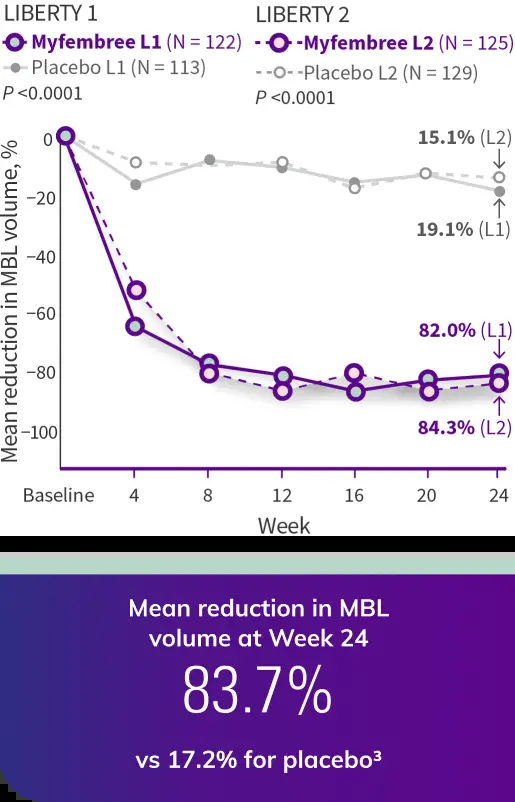 LIBERTY 1
Myfembree L1 (N = 122)
Placebo L1 (N = 113)
P <0.0001
LIBERTY 2
Myfembree L2 (N = 125)
Placebo L2 (N = 129)
P <0.0001
Mean reduction in MBL volume, %
0
−20
−40
−60
−80
−100
15.1% (L2)
19.1% (L1)
82.0% (L1)
84.3% (L2)
Baseline 4 8 12 16 20 24
Week
Mean reduction in MBL
volume at Week 24
83.7%
vs 17.2% for placebo³